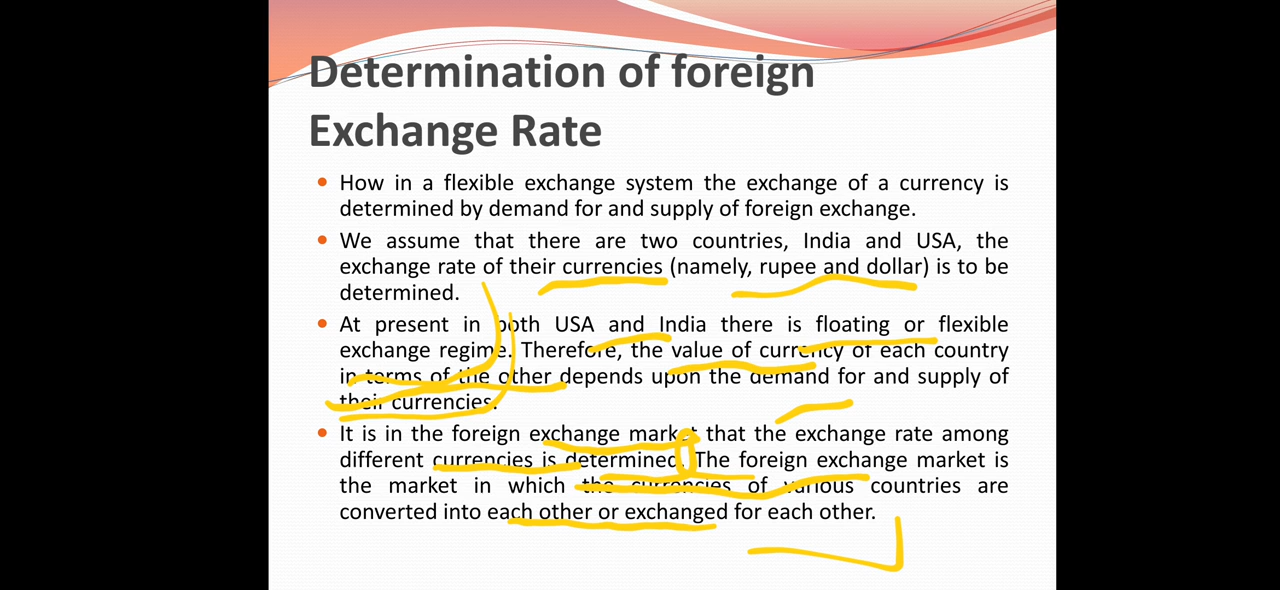 Determination of foreign
Exchange Rate
How in a flexible exchange system the exchange of a currency is
determined by demand for and supply of foreign exchange.
We assume that there are two countries, India and USA, the
exchange rate of their currencies (namely, rupee and dollar) is to be
determined.
At present in both USA and India there is floating or flexible
exchange regime. Therefore, the value of currency of each country
in terms of the other depends upon the demand for and supply of
their currencies.
It is in the foreign exchange market that the exchange rate among
different currencies is determined. The foreign exchange market is
the market in which the currencies of various countries are
converted into each other or exchanged for each other.